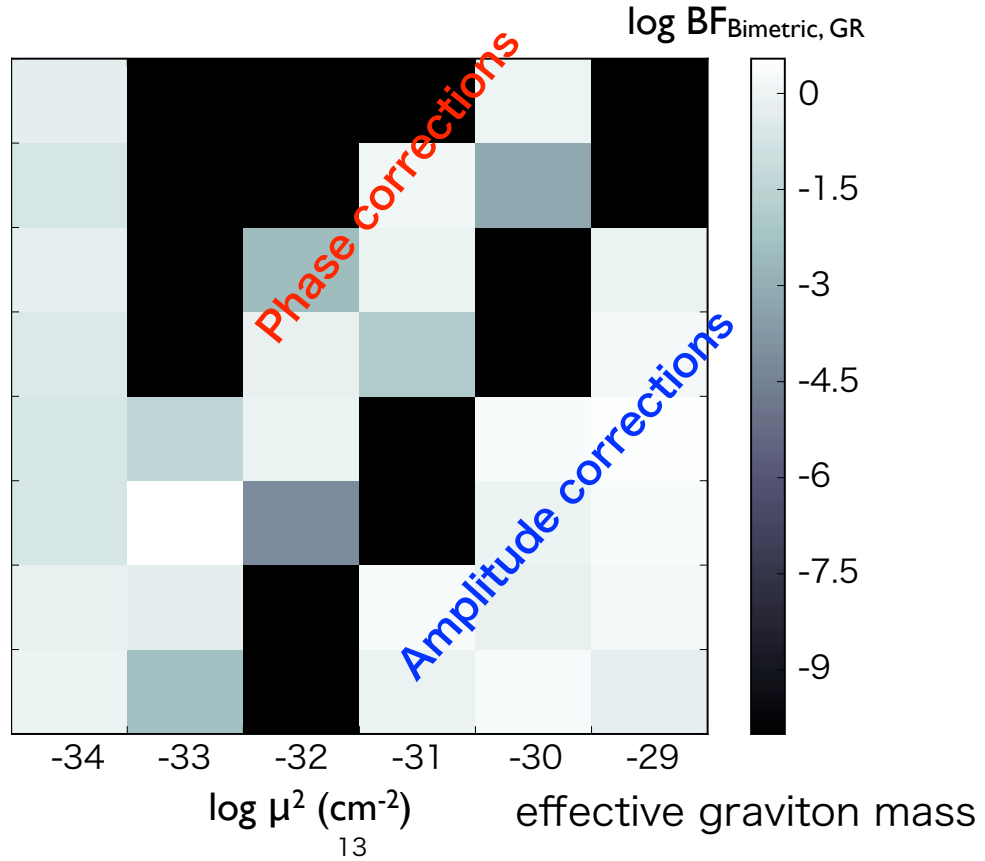 log BF_Bimetric, GR
Phase corrections
Amplitude corrections
0
-1.5
-3
-4.5
-6
-7.5
-9
-34 -33 -32 -31 -30 -29
log μ² (cm⁻²) effective graviton mass
13